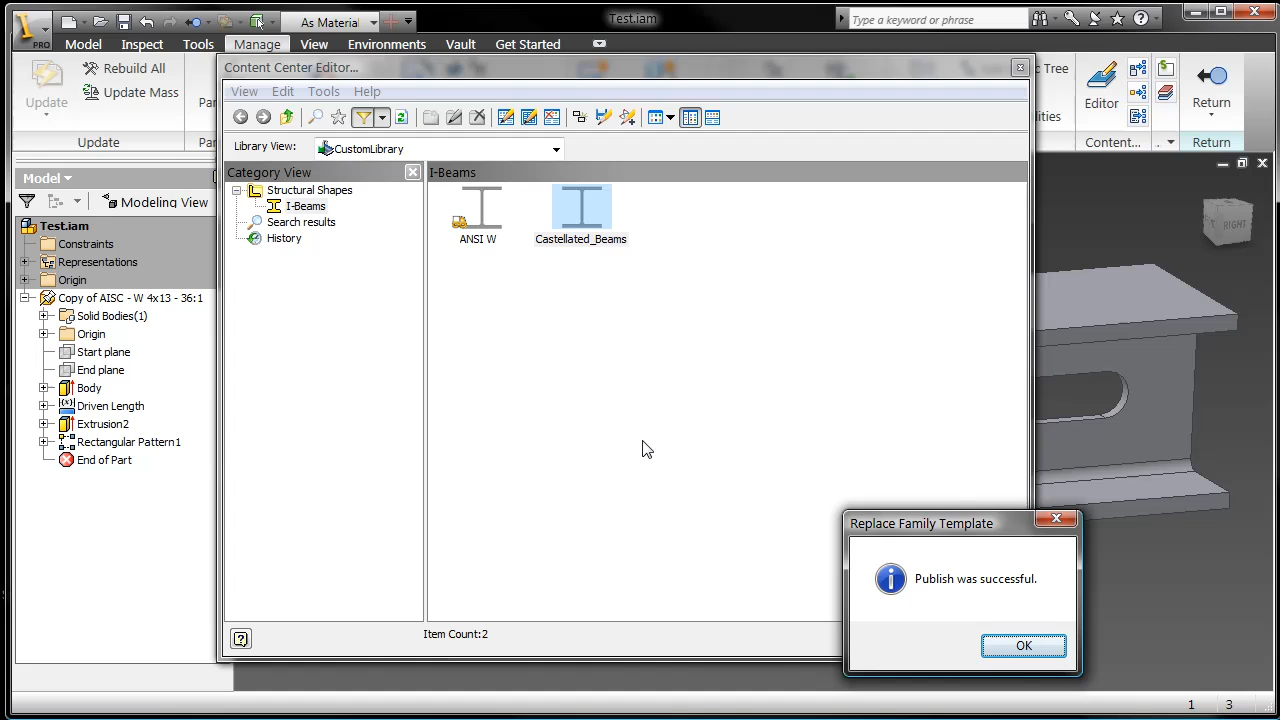 As Material
Test.iam
Type a keyword or phrase
PRO
Model
Inspect
Tools
Manage
View
Environments
Vault
Get Started
Update
Rebuild All
Update Mass
Update
Content Center Editor...
View Edit Tools Help
Library View: CustomLibrary
Category View
Structural Shapes
I-Beams
Search results
History
I-Beams
ANSI W
Castellated_Beams
Item Count:2
Editor
Return
Content...
Return
Model
Modeling View
Test.iam
Constraints
Representations
Origin
Copy of AISC - W 4x13 - 36:1
Solid Bodies(1)
Origin
Start plane
End plane
Body
Driven Length
Extrusion2
Rectangular Pattern1
End of Part
RIGHT
Replace Family Template
Publish was successful.
OK
1 3